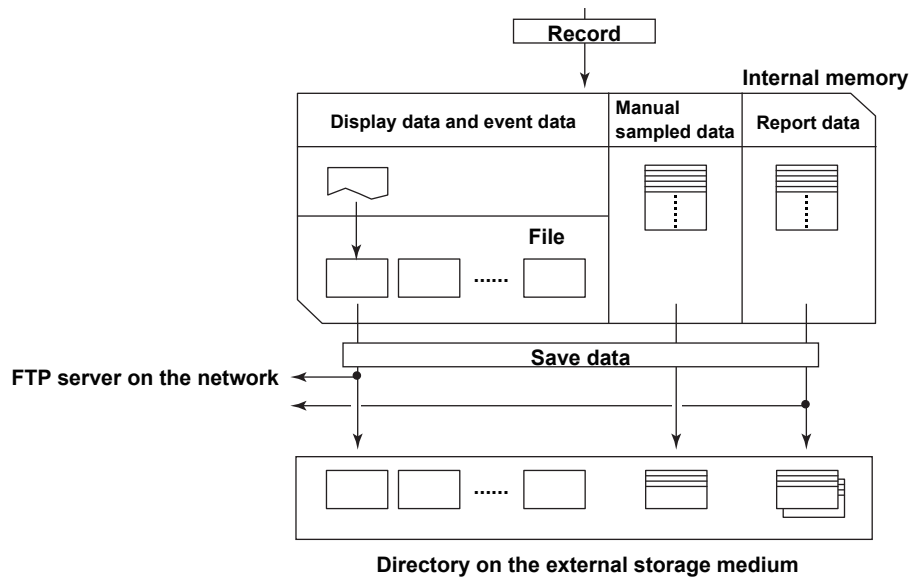 Record
Internal memory
Display data and event data
Manual
sampled data
Report data
File
......
Save data
FTP server on the network
......
Directory on the external storage medium